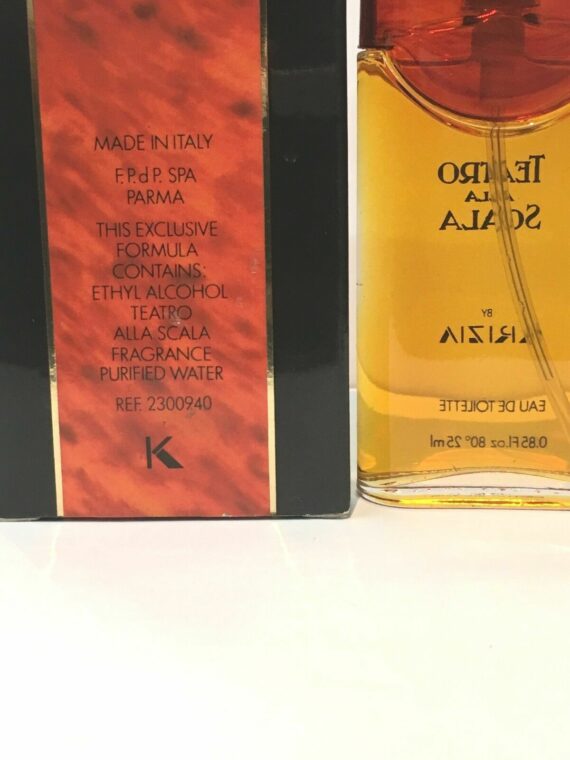 MADE IN ITALY
F.P.d P. SPA
PARMA
THIS EXCLUSIVE
FORMULA
CONTAINS:
ETHYL ALCOHOL
TEATRO
ALLA SCALA
FRAGRANCE
PURIFIED WATER
REF. 2300940
K
TEATRO
ALLA
SCALA
BY
KRIZIA
EAU DE TOILETTE
0.85 Fl.oz 80° 25 ml